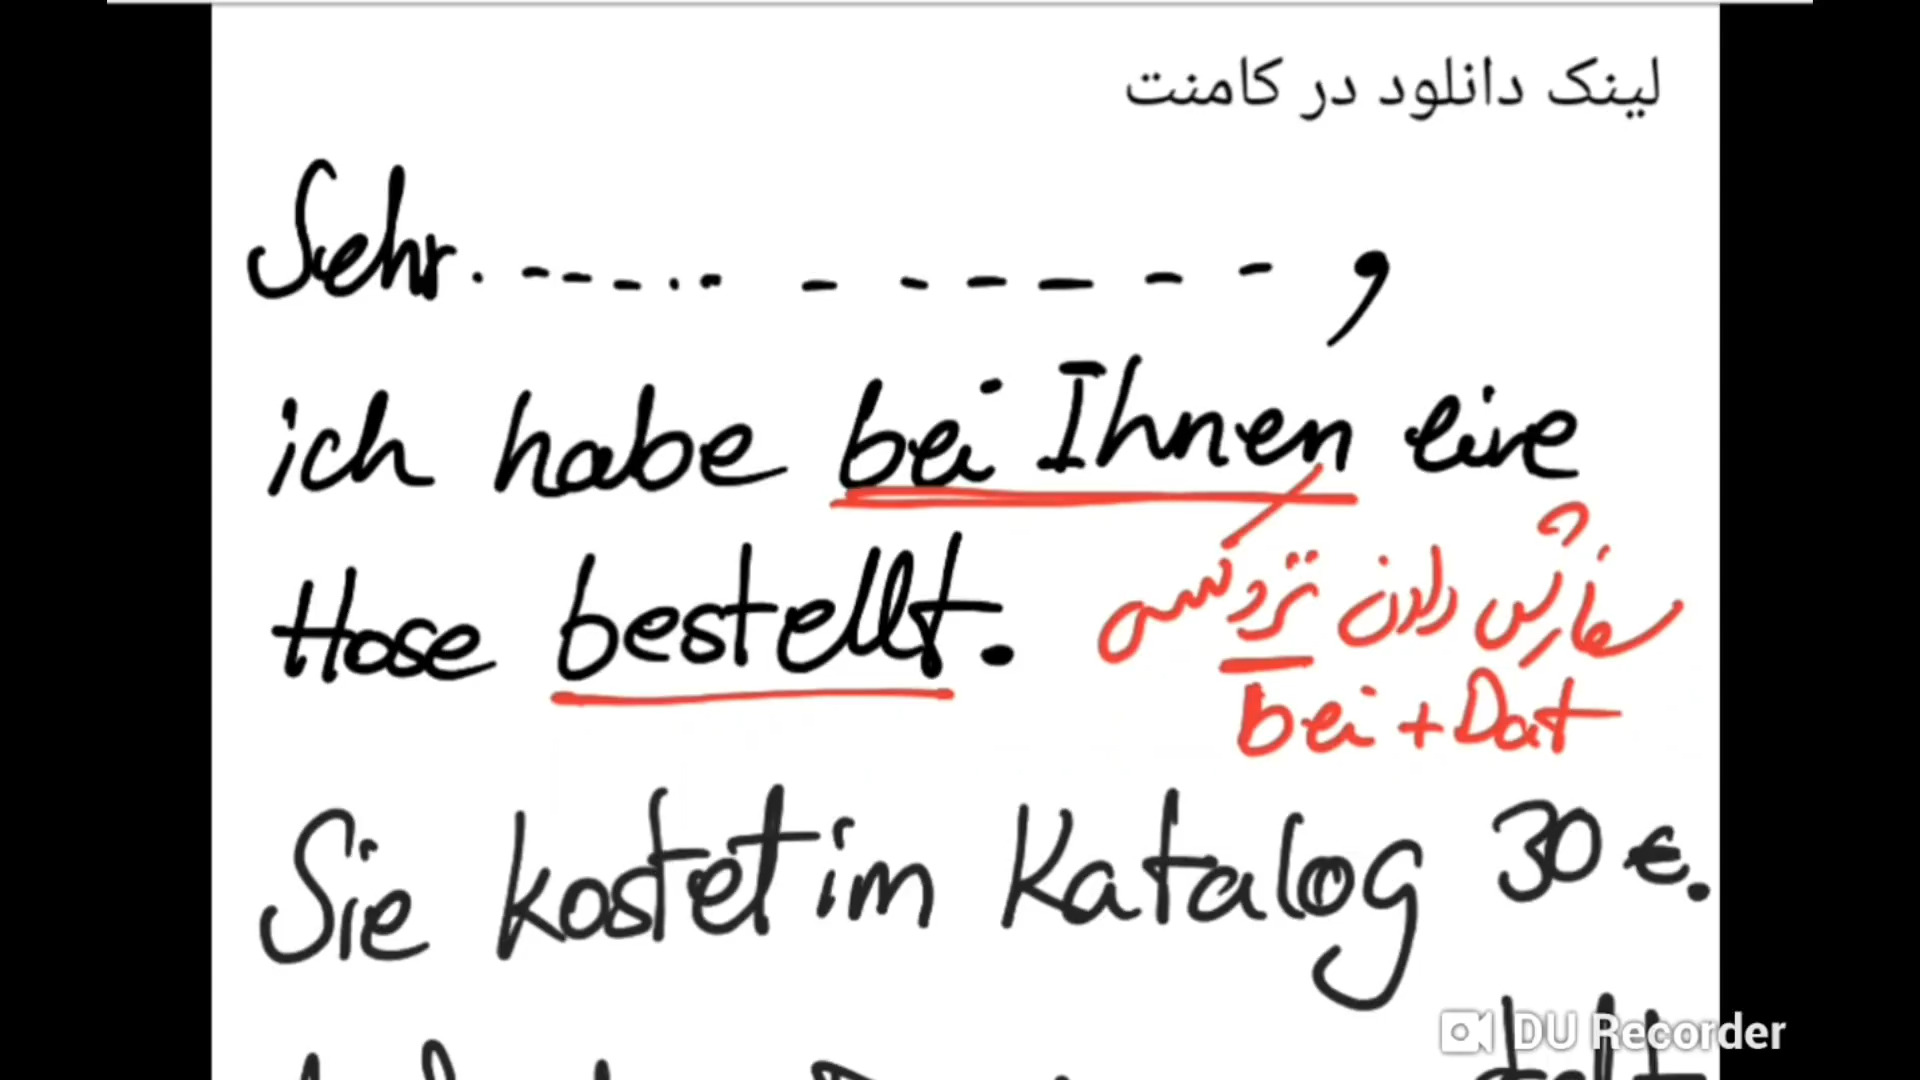 لینک دانلود در کامنت
Sehr. - - - - . . - - - - - - ,
ich habe bei Ihnen eine
Hose bestellt.
سفارش دادن نزد کسی
bei + Dat
Sie kostet im Katalog 30 €.
DU Recorder